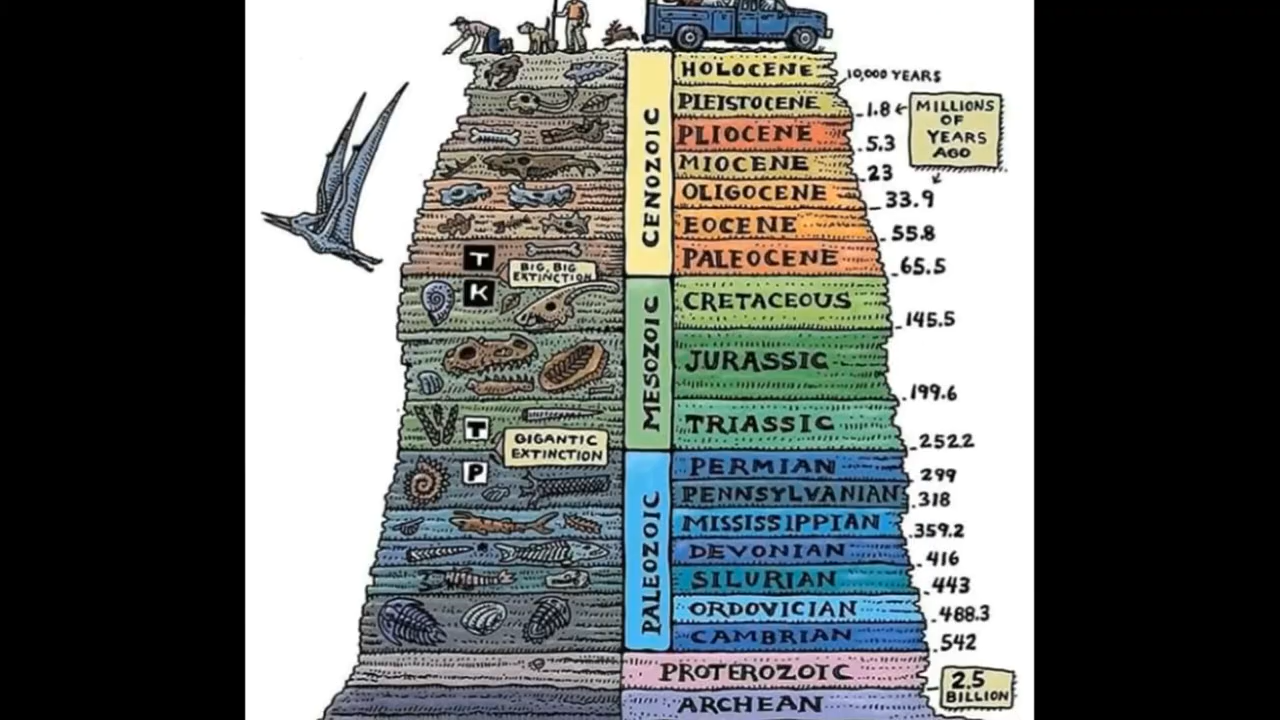 HOLOCENE
10,000 YEARS
PLEISTOCENE
1.8
MILLIONS
OF
YEARS
AGO
PLIOCENE
5.3
MIOCENE
23
OLIGOCENE
33.9
EOCENE
55.8
PALEOCENE
65.5
CENOZOIC
T
BIG, BIG
EXTINCTION
K
CRETACEOUS
145.5
JURASSIC
199.6
TRIASSIC
252.2
MESOZOIC
T
GIGANTIC
EXTINCTION
P
PERMIAN
299
PENNSYLVANIAN
318
MISSISSIPPIAN
359.2
DEVONIAN
416
SILURIAN
443
ORDOVICIAN
488.3
CAMBRIAN
542
PALEOZOIC
PROTEROZOIC
2.5
BILLION
ARCHEAN